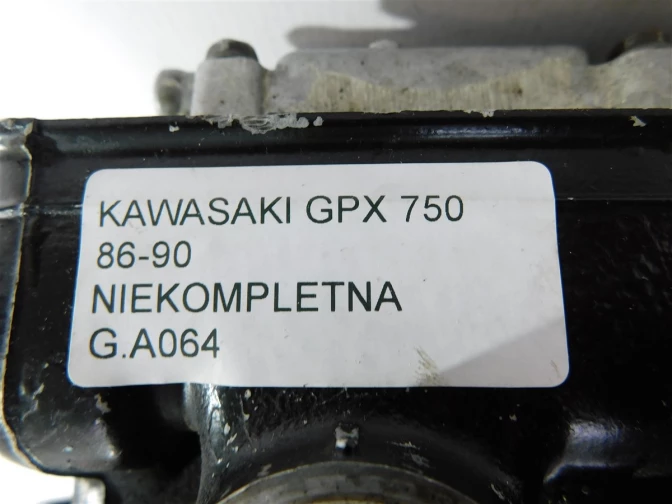 KAWASAKI GPX 750
86-90
NIEKOMPLETNA
G.A064